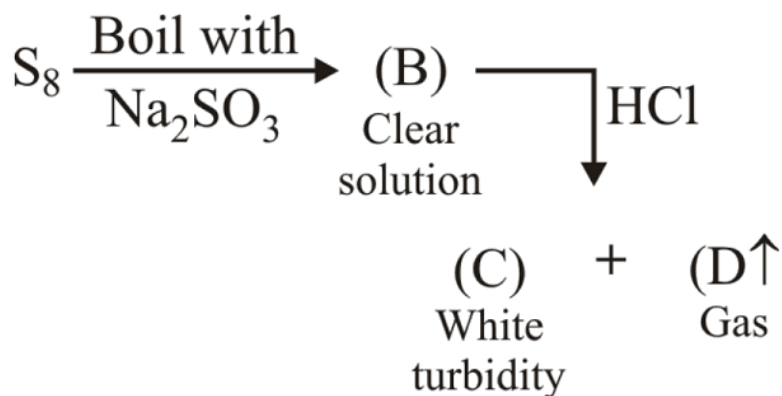 Boil with
S₈ (B)
Na₂SO₃ Clear solution HCl
(C) + (D↑
White turbidity Gas